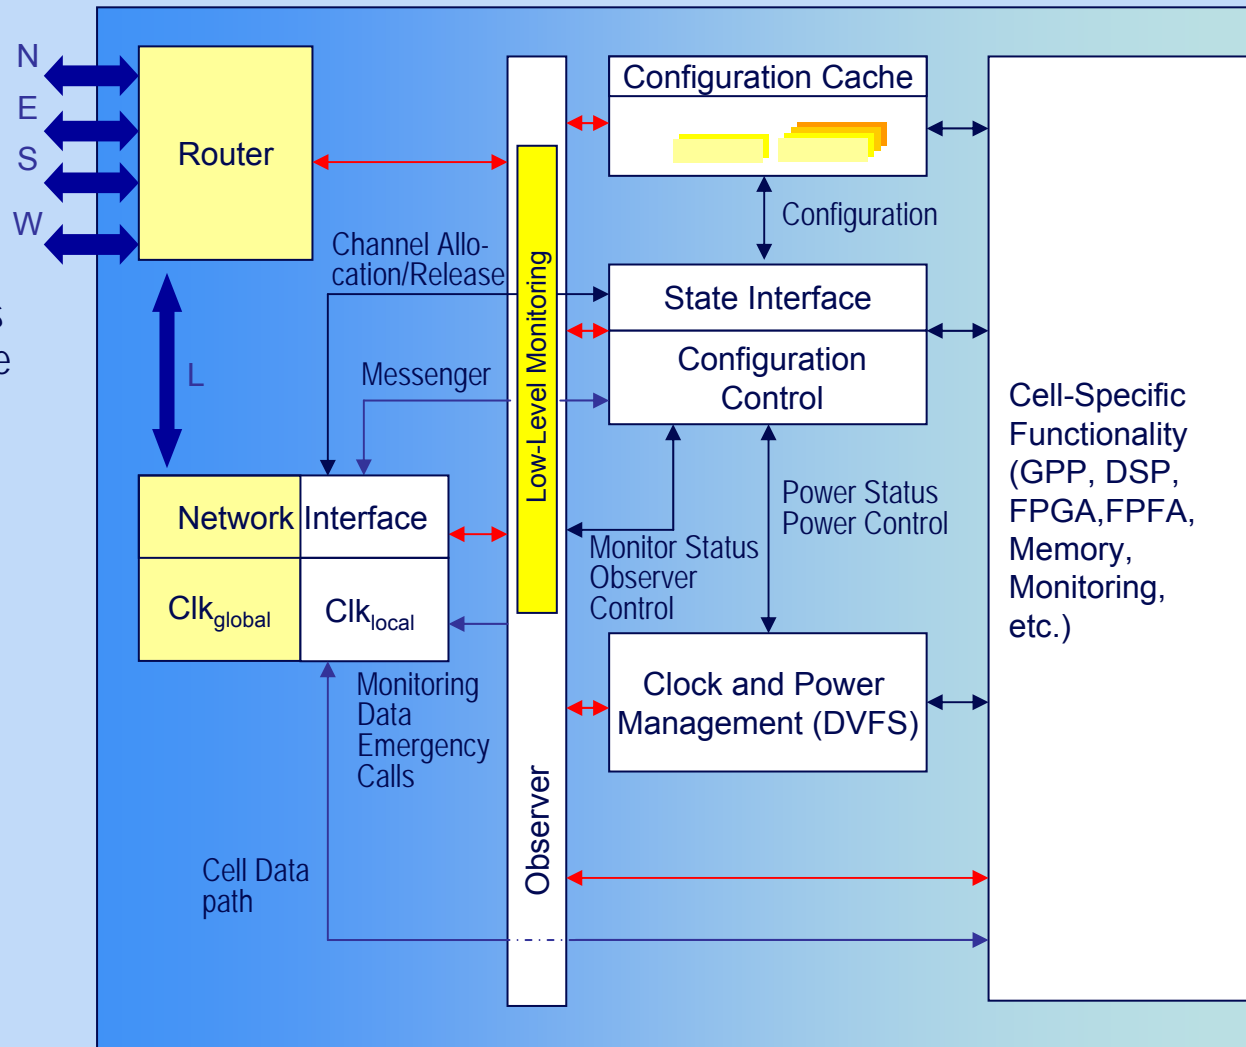 N
E
S
W
Router
L
s
e
Channel Allo-
cation/Release
Messenger
Network Interface
Clkglobal
Clklocal
Monitoring
Data
Emergency
Calls
Cell Data
path
Low-Level Monitoring
Observer
Configuration Cache
Configuration
State Interface
Configuration
Control
Monitor Status
Observer
Control
Power Status
Power Control
Clock and Power
Management (DVFS)
Cell-Specific
Functionality
(GPP, DSP,
FPGA,FPFA,
Memory,
Monitoring,
etc.)